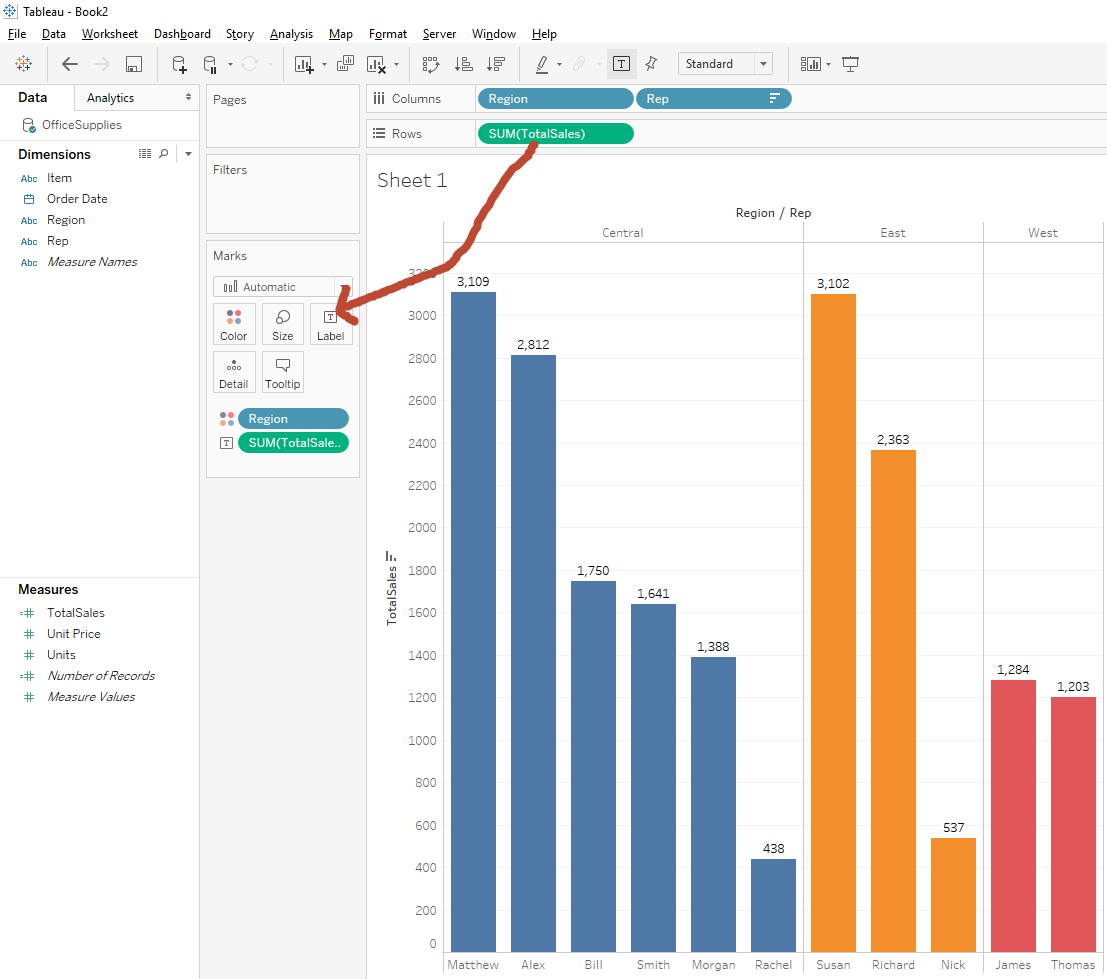 Tableau - Book2
File Data Worksheet Dashboard Story Analysis Map Format Server Window Help
T Standard
Data Analytics
OfficeSupplies
Dimensions
Abc Item
Order Date
Abc Region
Abc Rep
Abc Measure Names
Measures
TotalSales
Unit Price
Units
Number of Records
Measure Values
Pages
Filters
Marks
Automatic
Color Size T Label
Detail Tooltip
Region
T SUM(TotalSale..
Columns Region Rep
Rows SUM(TotalSales)
Sheet 1
Region / Rep
Central East West
TotalSales
3200
3000
2800
2600
2400
2200
2000
1800
1600
1400
1200
1000
800
600
400
200
0
3,109
2,812
1,750
1,641
1,388
438
3,102
2,363
537
1,284
1,203
Matthew Alex Bill Smith Morgan Rachel Susan Richard Nick James Thomas